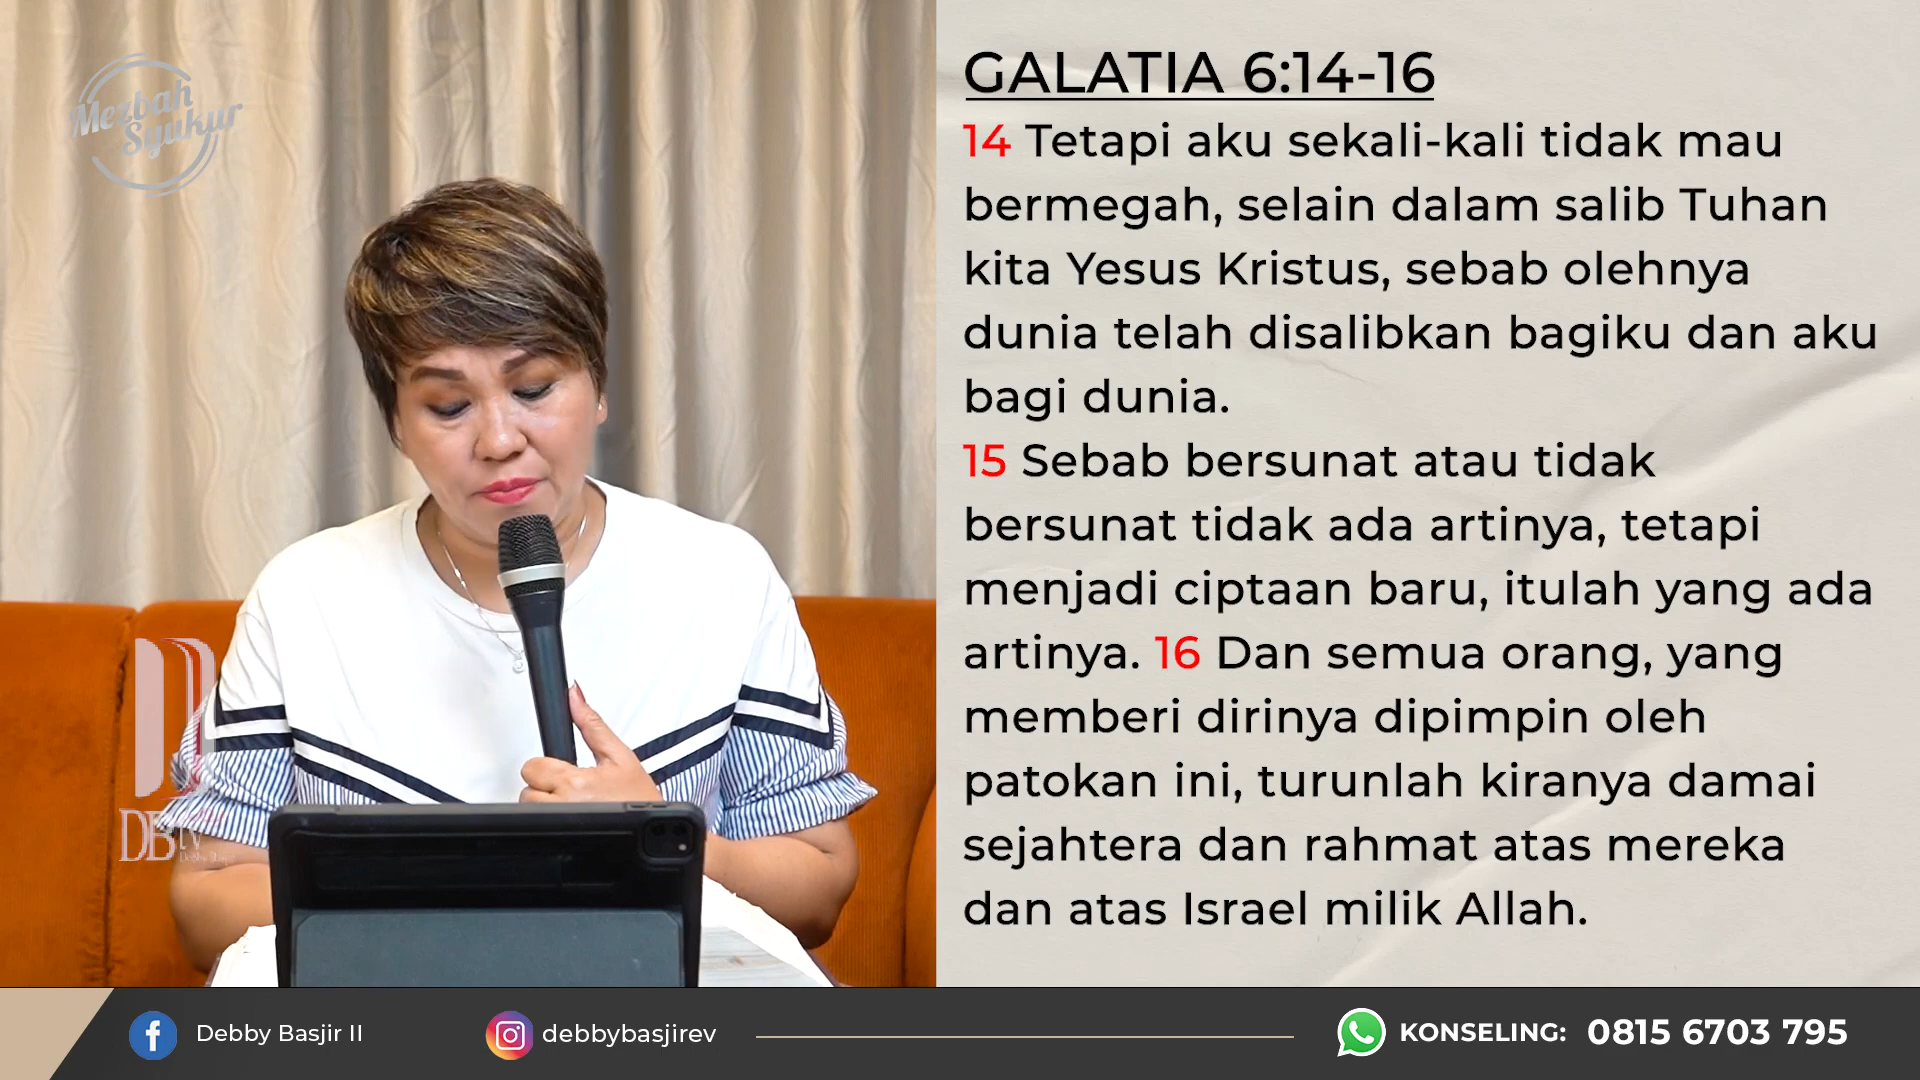 Mezbah
Syukur
GALATIA 6:14-16
14 Tetapi aku sekali-kali tidak mau
bermegah, selain dalam salib Tuhan
kita Yesus Kristus, sebab olehnya
dunia telah disalibkan bagiku dan aku
bagi dunia.
15 Sebab bersunat atau tidak
bersunat tidak ada artinya, tetapi
menjadi ciptaan baru, itulah yang ada
artinya. 16 Dan semua orang, yang
memberi dirinya dipimpin oleh
patokan ini, turunlah kiranya damai
sejahtera dan rahmat atas mereka
dan atas Israel milik Allah.
DBtv
Debby Basjir II
debbybasjirev
KONSELING: 0815 6703 795